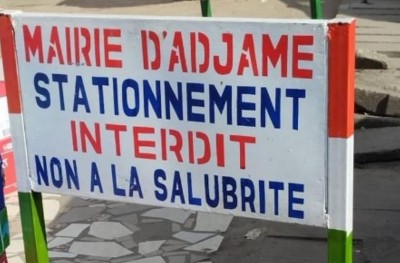 MAIRIE D'ADJAME
STATIONNEMENT
INTERDIT
NON A LA SALUBRITE